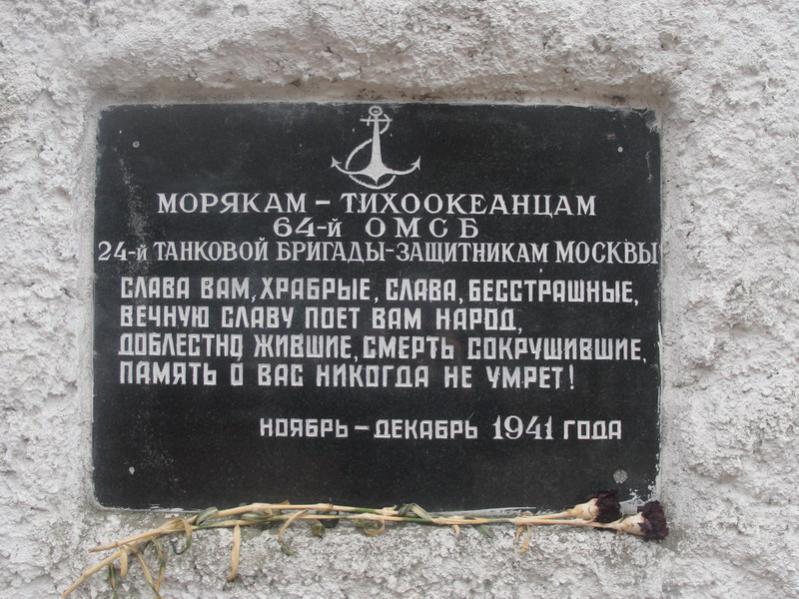 МОРЯКАМ – ТИХООКЕАНЦАМ
64-й ОМСБ
24-й ТАНКОВОЙ БРИГАДЫ-ЗАЩИТНИКАМ МОСКВЫ
СЛАВА ВАМ, ХРАБРЫЕ, СЛАВА, БЕССТРАШНЫЕ,
ВЕЧНУЮ СЛАВУ ПОЕТ ВАМ НАРОД,
ДОБЛЕСТНО ЖИВШИЕ, СМЕРТЬ СОКРУШИВШИЕ,
ПАМЯТЬ О ВАС НИКОГДА НЕ УМРЕТ!
НОЯБРЬ – ДЕКАБРЬ 1941 ГОДА